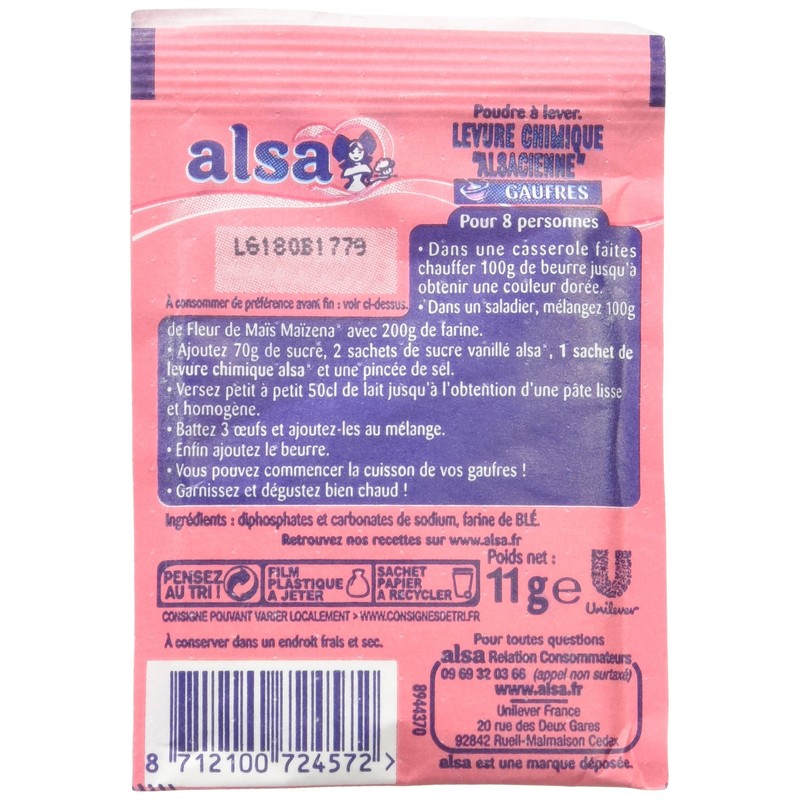 alsa
Poudre à lever.
LEVURE CHIMIQUE
"ALSACIENNE"
GAUFRES
L6180B1779
À consommer de préférence avant fin : voir ci-dessus.
Pour 8 personnes
• Dans une casserole faites
chauffer 100g de beurre jusqu'à
obtenir une couleur dorée.
• Dans un saladier, mélangez 100g
de Fleur de Maïs Maïzena* avec 200g de farine.
• Ajoutez 70g de sucre, 2 sachets de sucre vanillé alsa*, 1 sachet de
levure chimique alsa* et une pincée de sel.
• Versez petit à petit 50cl de lait jusqu'à l'obtention d'une pâte lisse
et homogène.
• Battez 3 œufs et ajoutez-les au mélange.
• Enfin ajoutez le beurre.
• Vous pouvez commencer la cuisson de vos gaufres !
• Garnissez et dégustez bien chaud !
Ingrédients : diphosphates et carbonates de sodium, farine de BLÉ.
Retrouvez nos recettes sur www.alsa.fr
PENSEZ
AU TRI !
FILM
PLASTIQUE
À JETER
SACHET
PAPIER
À RECYCLER
CONSIGNE POUVANT VARIER LOCALEMENT > WWW.CONSIGNESDETRI.FR
Poids net :
11g e
Unilever
À conserver dans un endroit frais et sec.
8 712100 724572 >
8944370
Pour toutes questions
alsa Relation Consommateurs
09 69 32 03 66 (appel non surtaxé)
www.alsa.fr
Unilever France
20 rue des Deux Gares
92842 Rueil-Malmaison Cedex
alsa est une marque déposée.